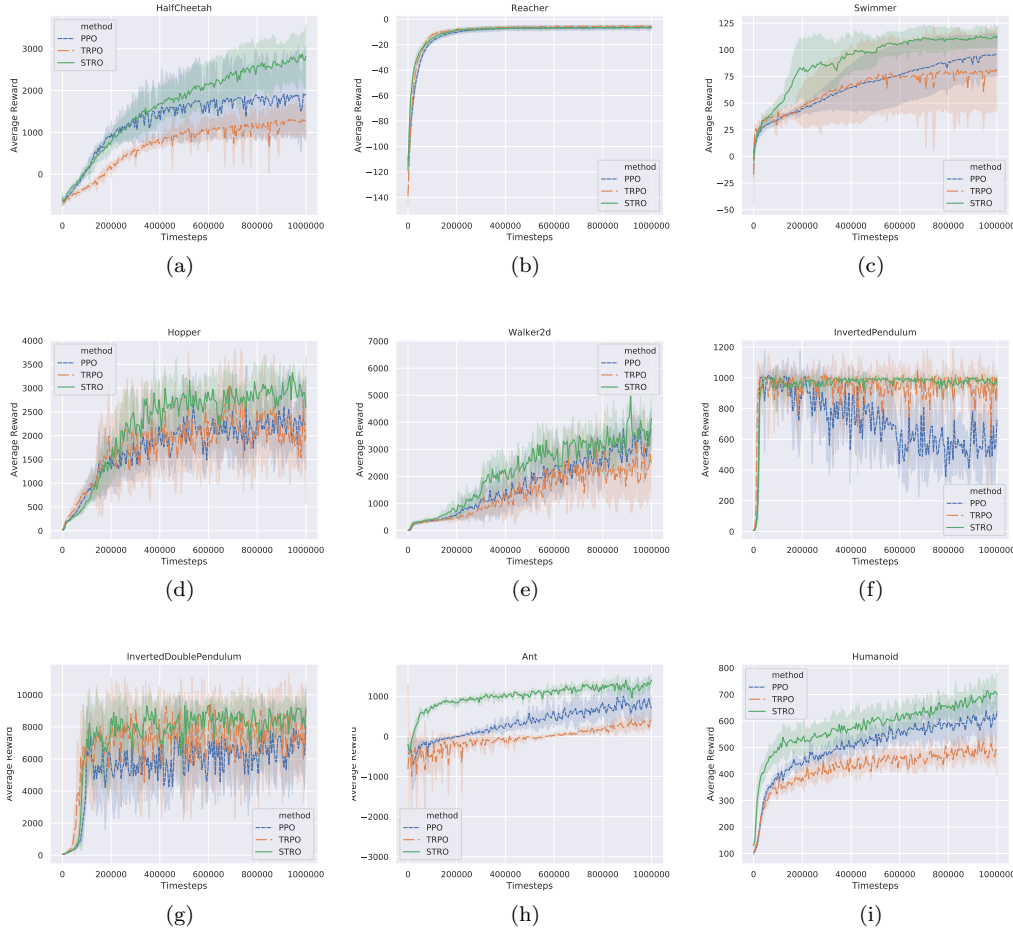 HalfCheetah
method
PPO
TRPO
STRO
3000
2000
1000
0
Average Reward
0 200000 400000 600000 800000 1000000
Timesteps
(a)
Reacher
0
−20
−40
−60
−80
−100
−120
−140
Average Reward
method
PPO
TRPO
STRO
0 200000 400000 600000 800000 1000000
Timesteps
(b)
Swimmer
125
100
75
50
25
0
−25
−50
Average Reward
method
PPO
TRPO
STRO
0 200000 400000 600000 800000 1000000
Timesteps
(c)
Hopper
method
PPO
TRPO
STRO
4000
3500
3000
2500
2000
1500
1000
500
0
Average Reward
0 200000 400000 600000 800000 1000000
Timesteps
(d)
Walker2d
method
PPO
TRPO
STRO
7000
6000
5000
4000
3000
2000
1000
0
Average Reward
0 200000 400000 600000 800000 1000000
Timesteps
(e)
InvertedPendulum
1200
1000
800
600
400
200
0
Average Reward
method
PPO
TRPO
STRO
0 200000 400000 600000 800000 1000000
Timesteps
(f)
InvertedDoublePendulum
10000
8000
6000
4000
2000
0
Average Reward
method
PPO
TRPO
STRO
0 200000 400000 600000 800000 1000000
Timesteps
(g)
Ant
1000
0
−1000
−2000
−3000
Average Reward
method
PPO
TRPO
STRO
0 200000 400000 600000 800000 1000000
Timesteps
(h)
Humanoid
method
PPO
TRPO
STRO
800
700
600
500
400
300
200
100
Average Reward
0 200000 400000 600000 800000 1000000
Timesteps
(i)